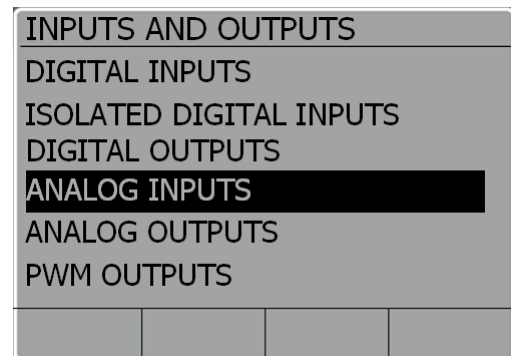 INPUTS AND OUTPUTS
DIGITAL INPUTS
ISOLATED DIGITAL INPUTS
DIGITAL OUTPUTS
ANALOG INPUTS
ANALOG OUTPUTS
PWM OUTPUTS